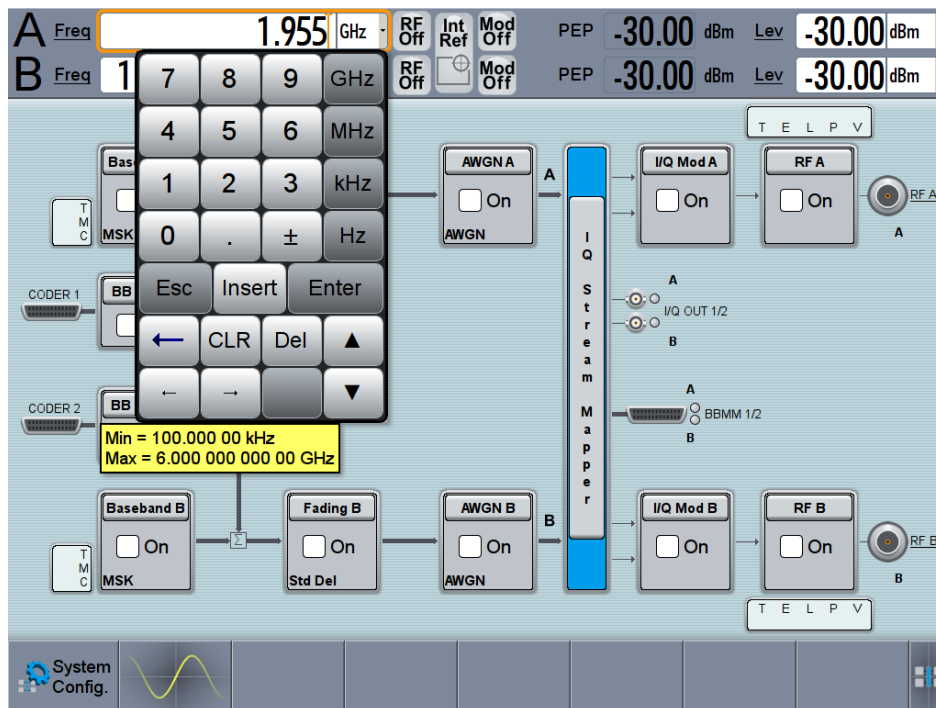 A Freq 1.955 GHz RF Off Int Ref Mod Off PEP -30.00 dBm Lev -30.00 dBm
B Freq 1 RF Off Mod Off PEP -30.00 dBm Lev -30.00 dBm
7 8 9 GHz
4 5 6 MHz
1 2 3 kHz
0 . ± Hz
Esc Insert Enter
← CLR Del ▲
← → ▼
Min = 100.000 00 kHz
Max = 6.000 000 000 00 GHz
T E L P V
Bas
AWGN A
A
I/Q Mod A
RF A
On
On
On
T
M
C
MSK
AWGN
RF A
A
I
Q
S
t
r
e
a
m
M
a
p
p
e
r
CODER 1
BB
A
I/Q OUT 1/2
B
CODER 2
BB
A
BBMM 1/2
B
Baseband B
Fading B
AWGN B
B
I/Q Mod B
RF B
On
Σ
On
On
On
On
T
M
C
MSK
Std Del
AWGN
RF B
B
T E L P V
System
Config.